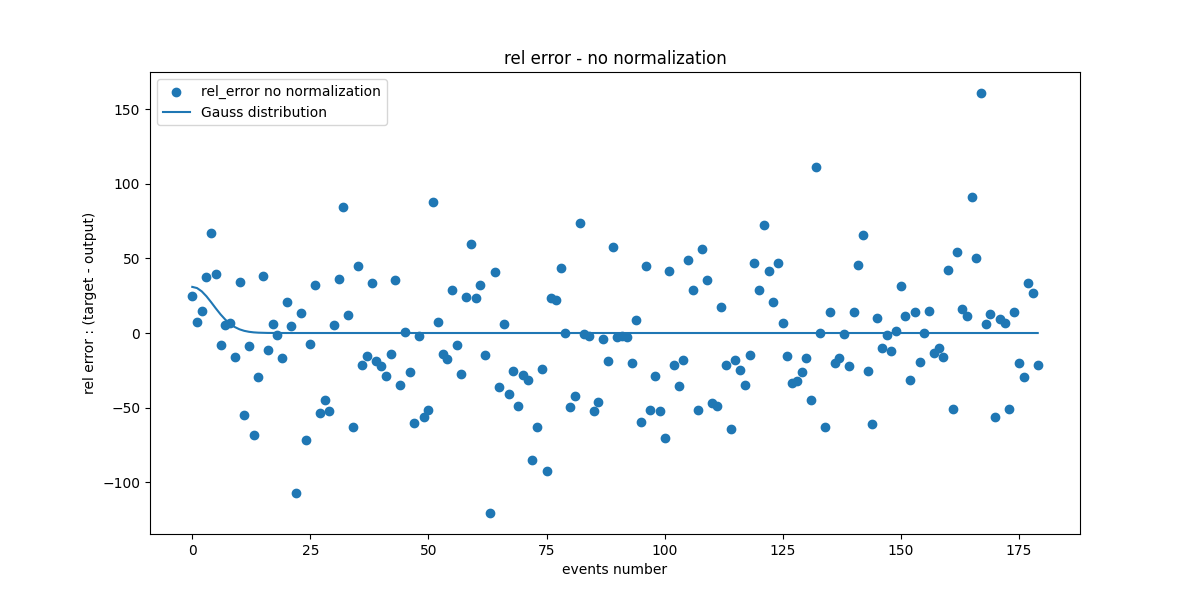 rel error - no normalization
rel_error no normalization
Gauss distribution
rel error : (target - output)
150
100
50
0
−50
−100
0 25 50 75 100 125 150 175
events number